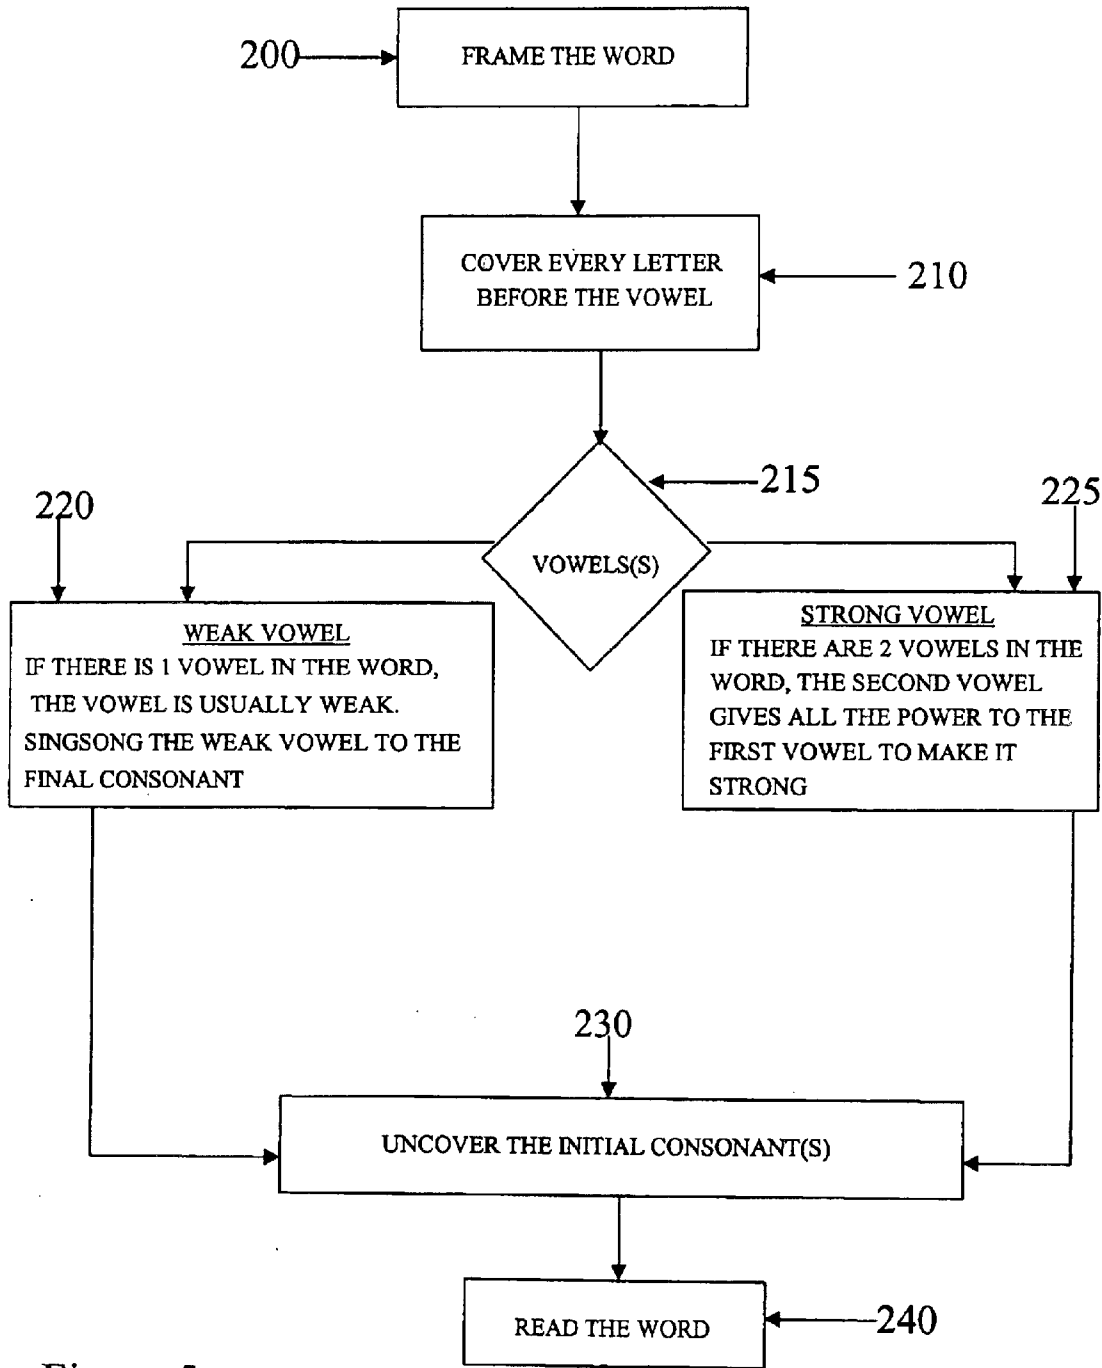 200
FRAME THE WORD
COVER EVERY LETTER
BEFORE THE VOWEL
210
215
VOWELS(S)
220
WEAK VOWEL
IF THERE IS 1 VOWEL IN THE WORD,
THE VOWEL IS USUALLY WEAK.
SINGSONG THE WEAK VOWEL TO THE
FINAL CONSONANT
225
STRONG VOWEL
IF THERE ARE 2 VOWELS IN THE
WORD, THE SECOND VOWEL
GIVES ALL THE POWER TO THE
FIRST VOWEL TO MAKE IT
STRONG
230
UNCOVER THE INITIAL CONSONANT(S)
READ THE WORD
240